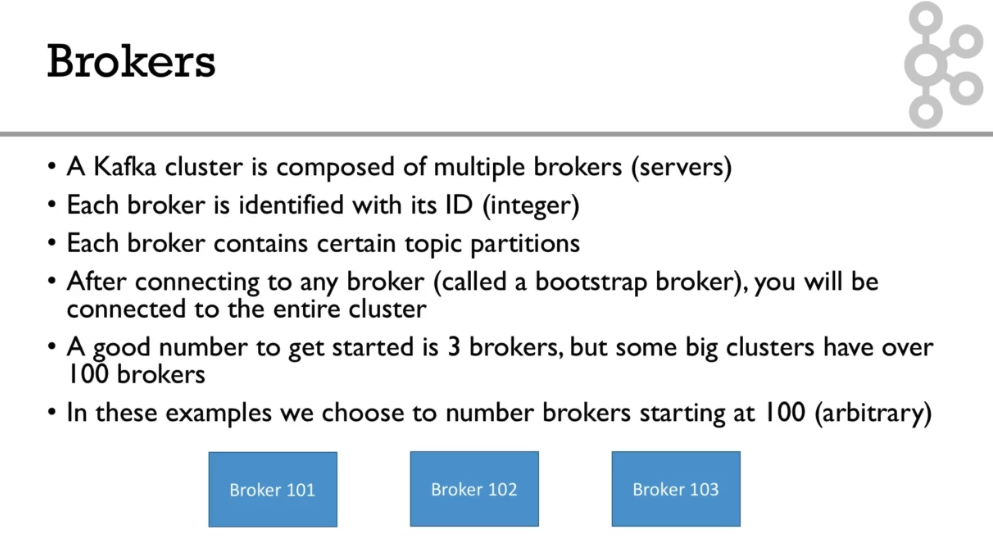 Brokers
• A Kafka cluster is composed of multiple brokers (servers)
• Each broker is identified with its ID (integer)
• Each broker contains certain topic partitions
• After connecting to any broker (called a bootstrap broker), you will be
connected to the entire cluster
• A good number to get started is 3 brokers, but some big clusters have over
100 brokers
• In these examples we choose to number brokers starting at 100 (arbitrary)
Broker 101
Broker 102
Broker 103